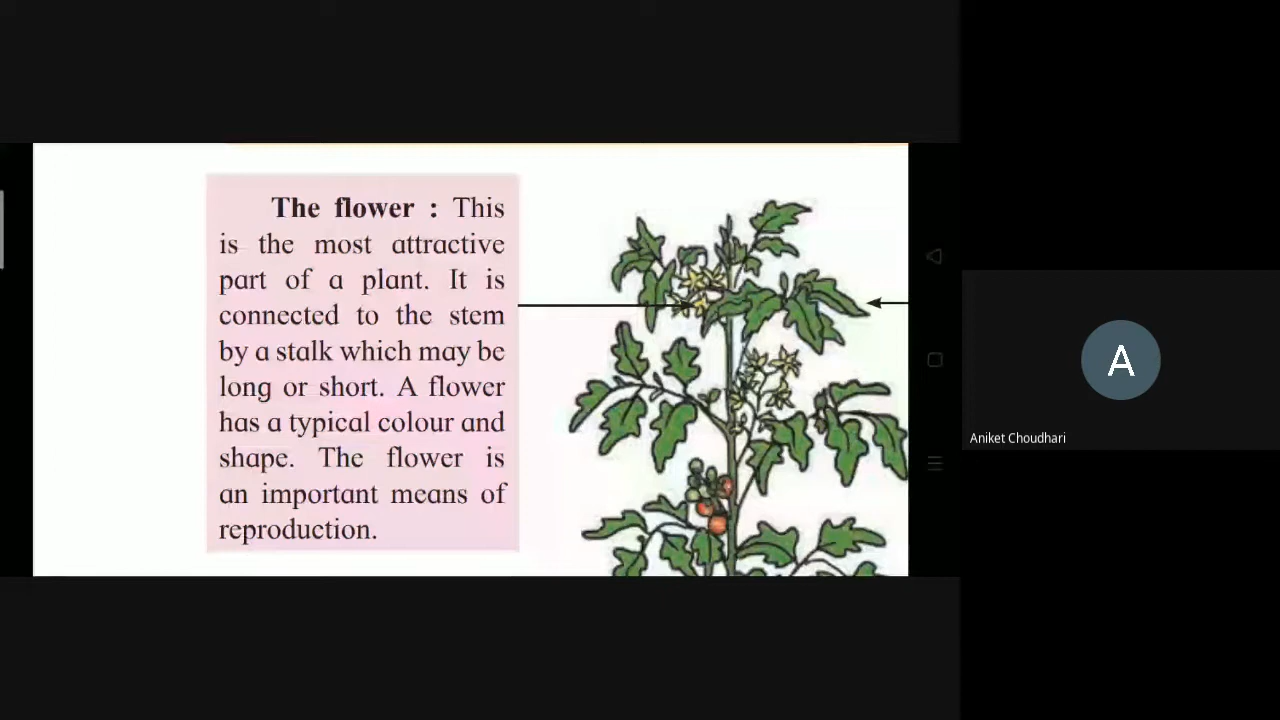 The flower : This
is the most attractive
part of a plant. It is
connected to the stem
by a stalk which may be
long or short. A flower
has a typical colour and
shape. The flower is
an important means of
reproduction.
A
Aniket Choudhari